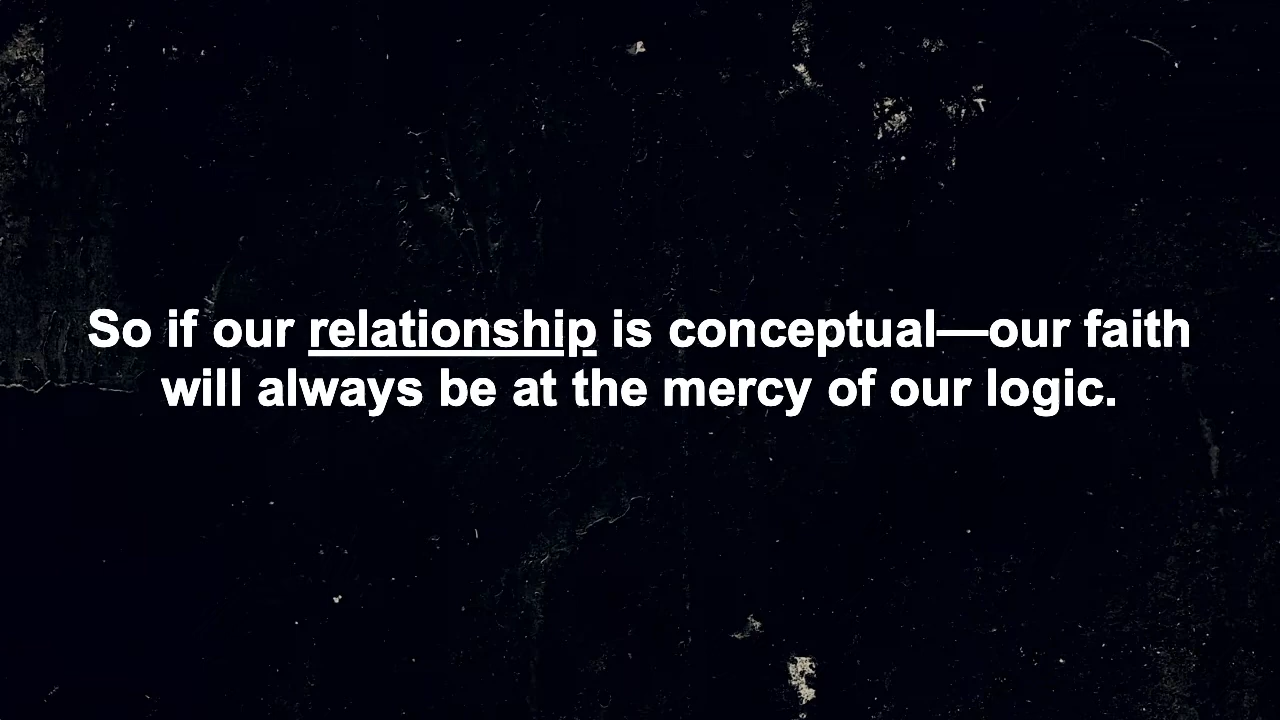 So if our relationship is conceptual—our faith
will always be at the mercy of our logic.